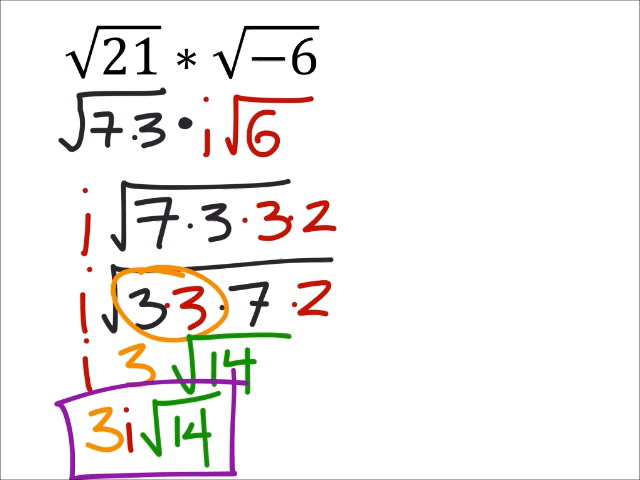 √21 * √−6
√7·3 · i√6
i √7·3·3·2
i √3·3·7·2
i 3 √14
3i√14